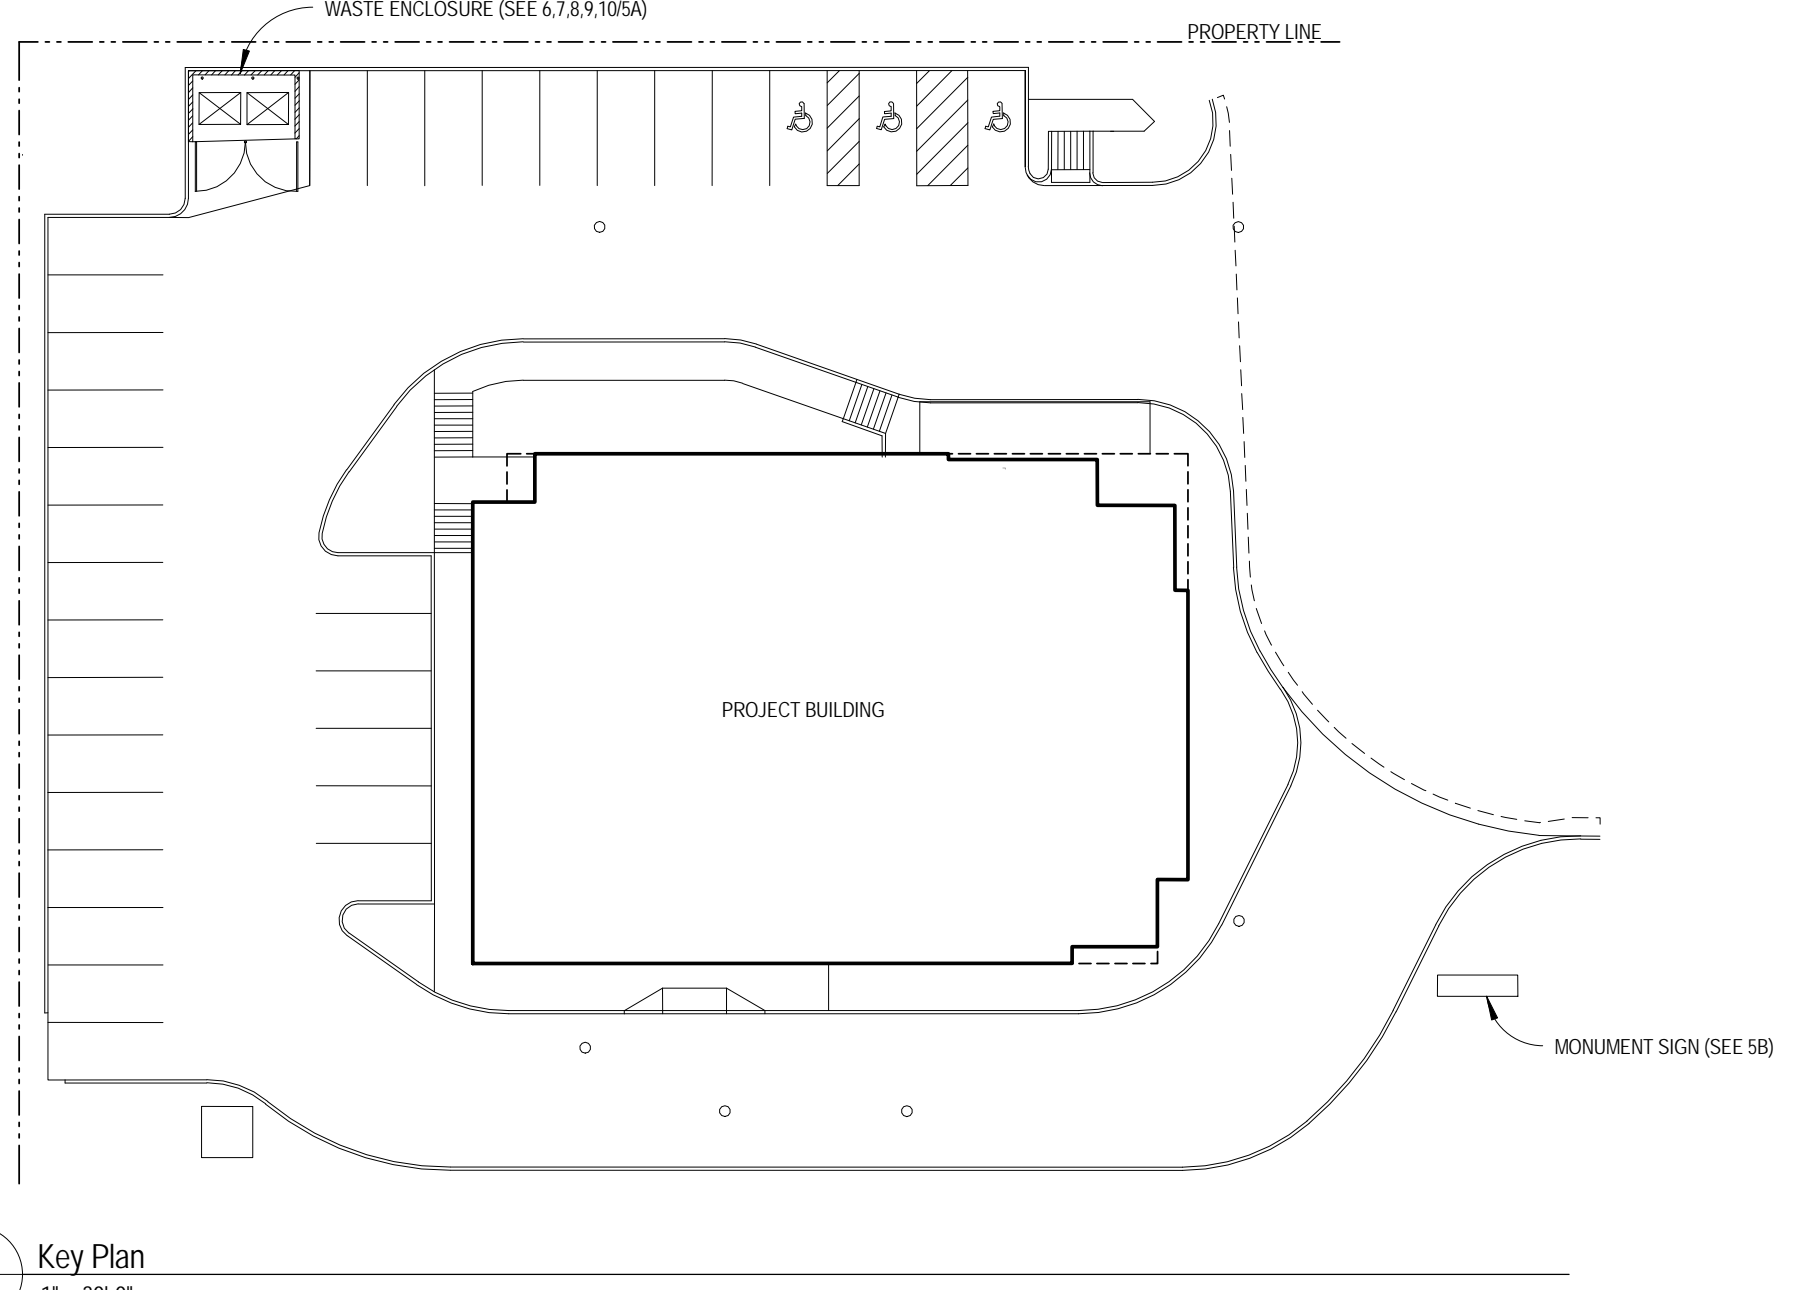 WASTE ENCLOSURE (SEE 6,7,8,9,10/5A)
PROPERTY LINE
PROJECT BUILDING
MONUMENT SIGN (SEE 5B)
Key Plan